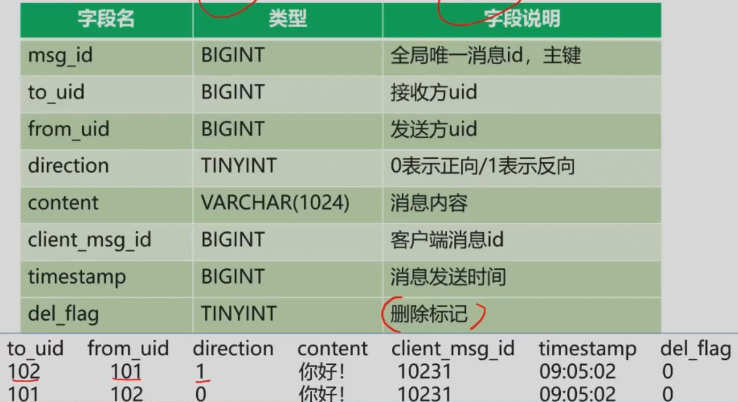 字段名 类型 字段说明
msg_id BIGINT 全局唯一消息id，主键
to_uid BIGINT 接收方uid
from_uid BIGINT 发送方uid
direction TINYINT 0表示正向/1表示反向
content VARCHAR(1024) 消息内容
client_msg_id BIGINT 客户端消息id
timestamp BIGINT 消息发送时间
del_flag TINYINT 删除标记
to_uid from_uid direction content client_msg_id timestamp del_flag
102 101 1 你好！ 10231 09:05:02 0
101 102 0 你好！ 10231 09:05:02 0